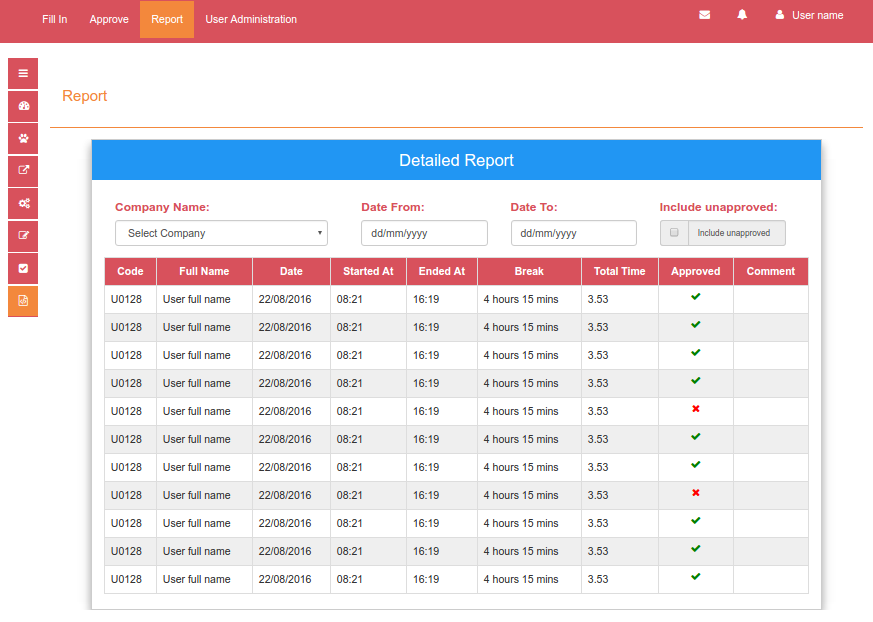 Fill In Approve Report User Administration User name
Report
Detailed Report
Company Name: Date From: Date To: Include unapproved:
Select Company dd/mm/yyyy dd/mm/yyyy Include unapproved
Code Full Name Date Started At Ended At Break Total Time Approved Comment
U0128 User full name 22/08/2016 08:21 16:19 4 hours 15 mins 3.53
U0128 User full name 22/08/2016 08:21 16:19 4 hours 15 mins 3.53
U0128 User full name 22/08/2016 08:21 16:19 4 hours 15 mins 3.53
U0128 User full name 22/08/2016 08:21 16:19 4 hours 15 mins 3.53
U0128 User full name 22/08/2016 08:21 16:19 4 hours 15 mins 3.53
U0128 User full name 22/08/2016 08:21 16:19 4 hours 15 mins 3.53
U0128 User full name 22/08/2016 08:21 16:19 4 hours 15 mins 3.53
U0128 User full name 22/08/2016 08:21 16:19 4 hours 15 mins 3.53
U0128 User full name 22/08/2016 08:21 16:19 4 hours 15 mins 3.53
U0128 User full name 22/08/2016 08:21 16:19 4 hours 15 mins 3.53
U0128 User full name 22/08/2016 08:21 16:19 4 hours 15 mins 3.53